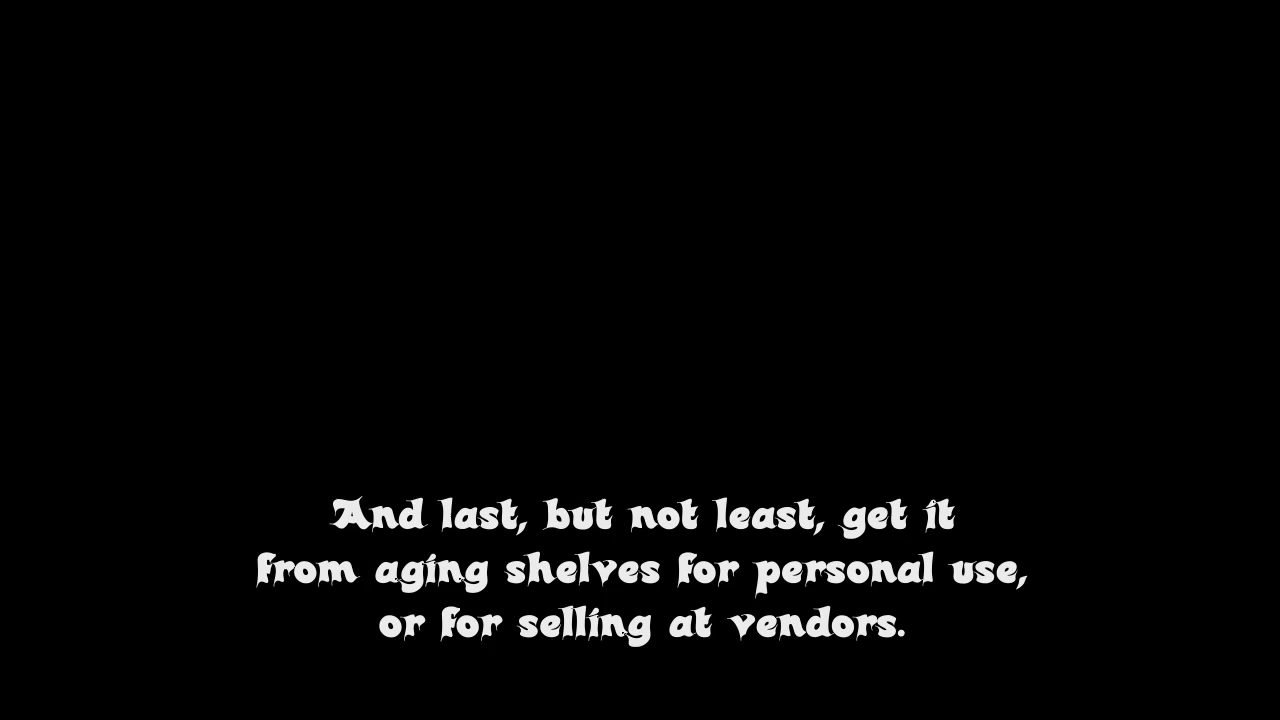 And last, but not least, get it
from aging shelves for personal use,
or for selling at vendors.